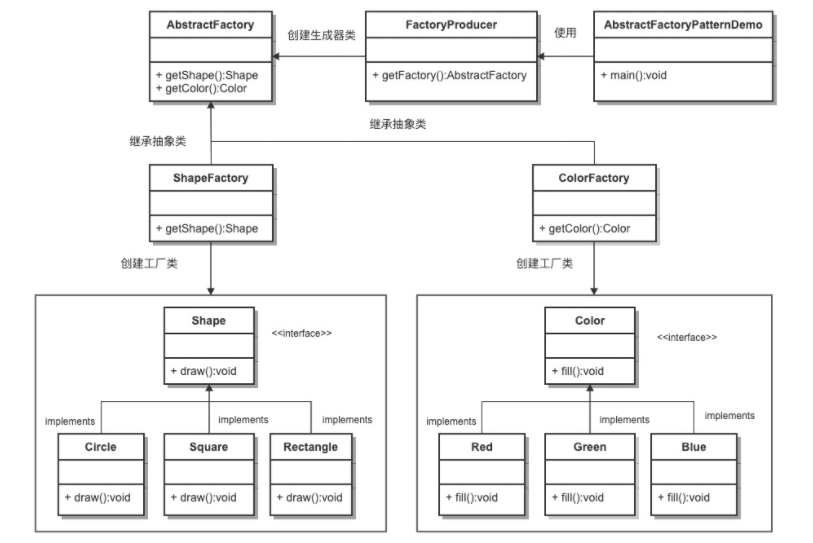 AbstractFactory
+ getShape():Shape
+ getColor():Color
创建生成器类
FactoryProducer
+ getFactory():AbstractFactory
使用
AbstractFactoryPatternDemo
+ main():void
继承抽象类
继承抽象类
ShapeFactory
+ getShape():Shape
ColorFactory
+ getColor():Color
创建工厂类
创建工厂类
Shape
+ draw():void
<<interface>>
implements
implements
implements
Circle
+ draw():void
Square
+ draw():void
Rectangle
+ draw():void
Color
+ fill():void
<<interface>>
implements
implements
implements
Red
+ fill():void
Green
+ fill():void
Blue
+ fill():void